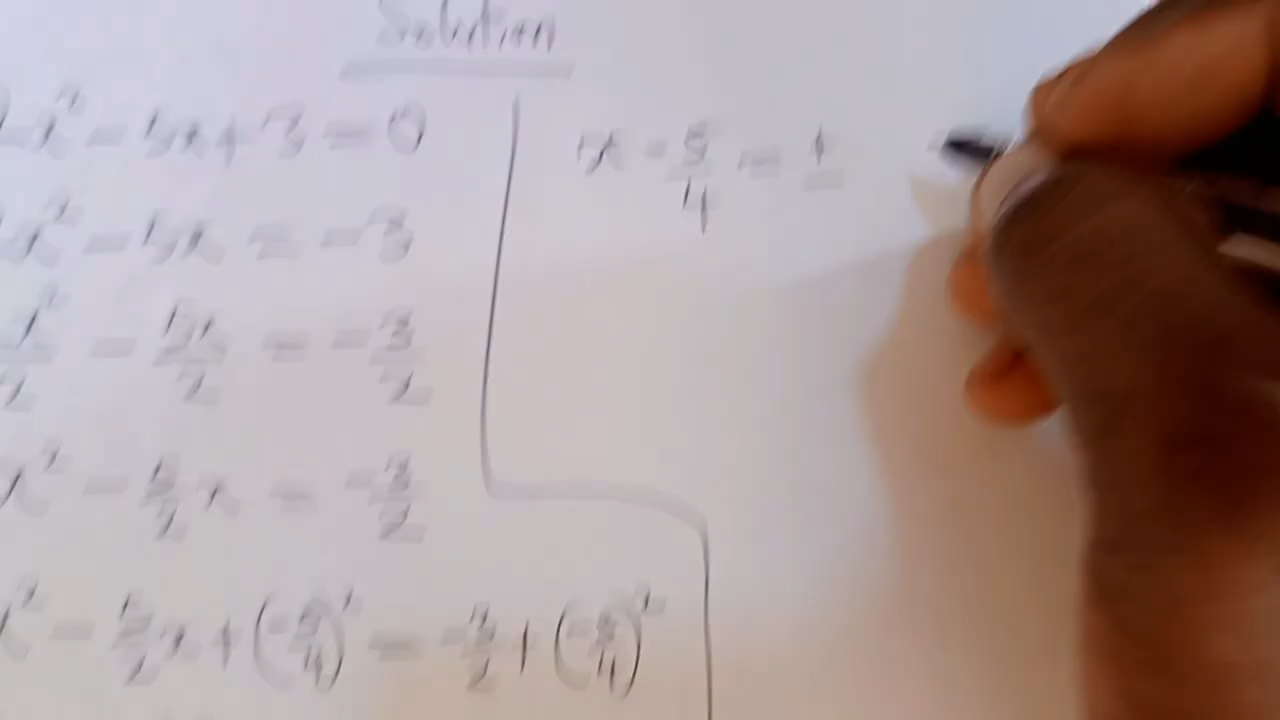 Solution
2x² - 5x + 3 = 0
2x² - 5x = -3
x²/2 - 5x/2 = -3/2
x² - 5/2 x = -3/2
x² - 5/2 x + (-5/4)² = -3/2 + (-5/4)²
x - 5/4 = ±